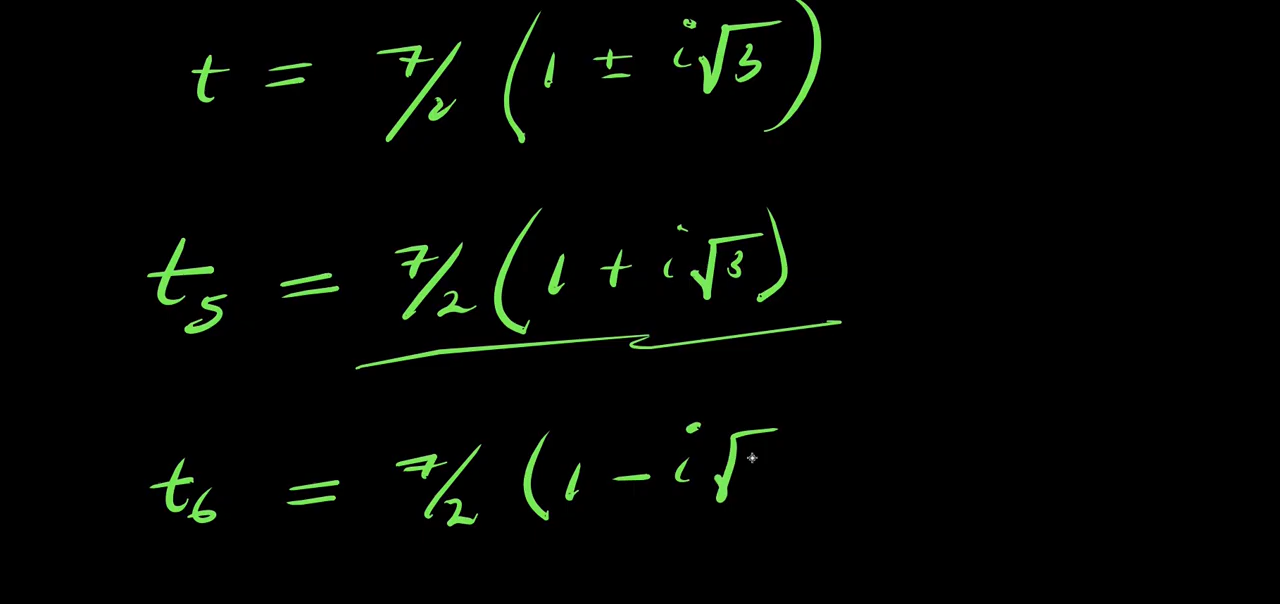 t = 7/2 (1 ± i√3)
t₅ = 7/2 (1 + i√3)
t₆ = 7/2 (1 - i√